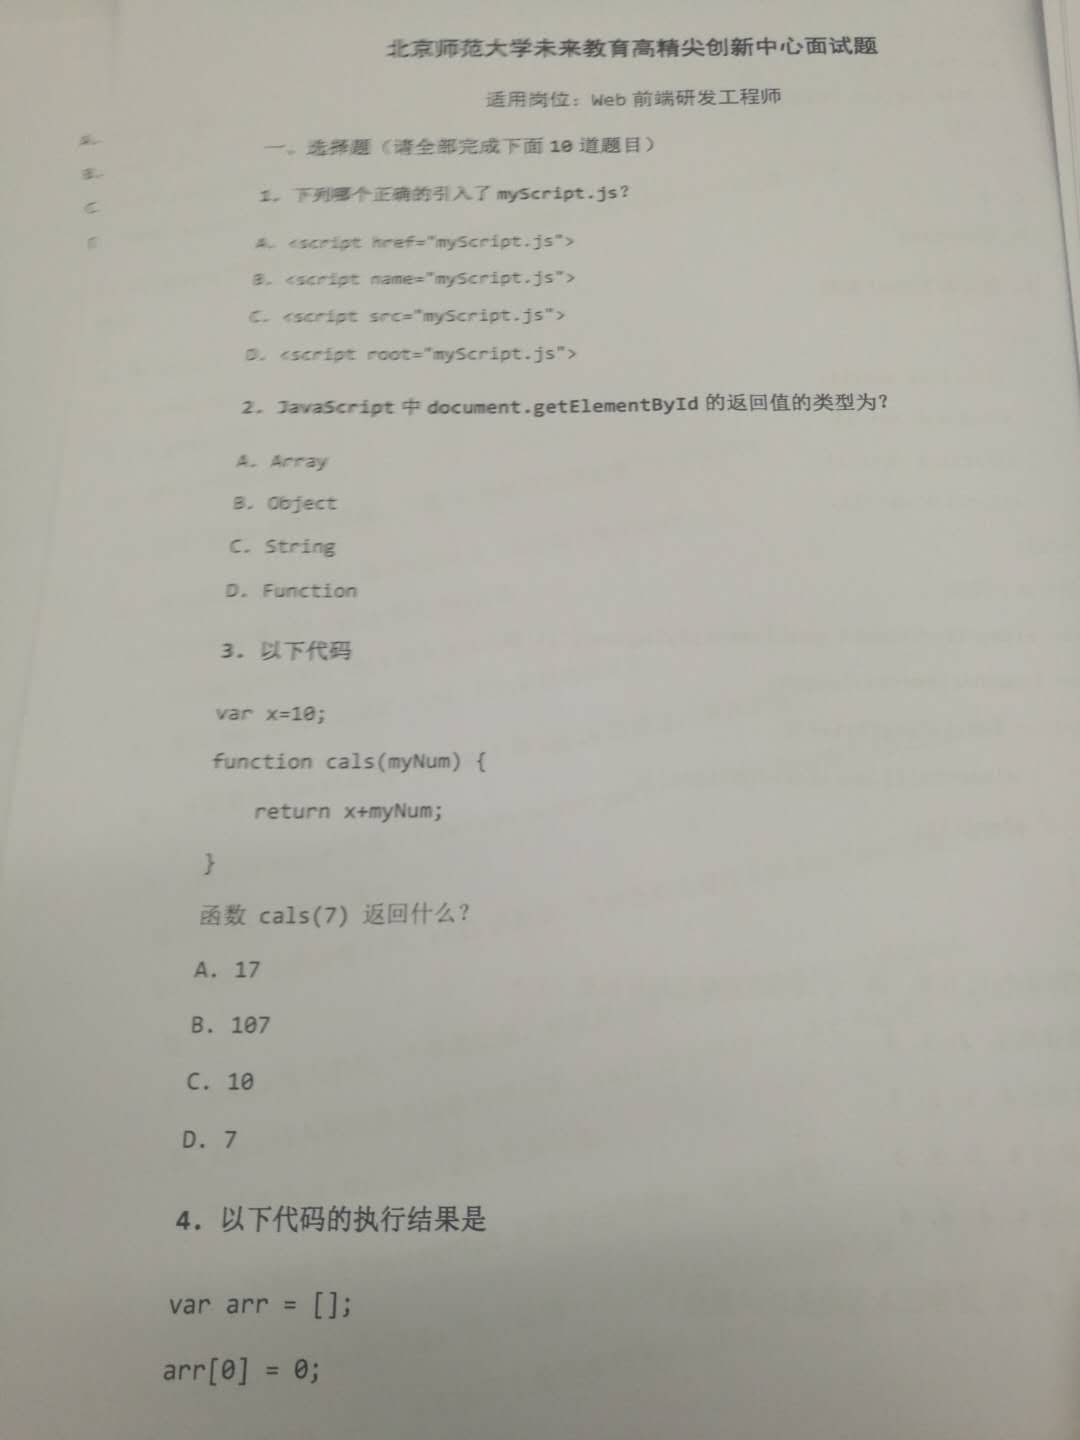 北京师范大学未来教育高精尖创新中心面试题
适用岗位：Web 前端研发工程师
一。选择题（请全部完成下面 10 道题目）
1. 下列哪个正确的引入了 myScript.js?
A. <script href="myScript.js">
B. <script name="myScript.js">
C. <script src="myScript.js">
D. <script root="myScript.js">
2. JavaScript 中 document.getElementById 的返回值的类型为?
A. Array
B. Object
C. String
D. Function
3. 以下代码
var x=10;
function cals(myNum) {
return x+myNum;
}
函数 cals(7) 返回什么?
A. 17
B. 107
C. 10
D. 7
4. 以下代码的执行结果是
var arr = [];
arr[0] = 0;